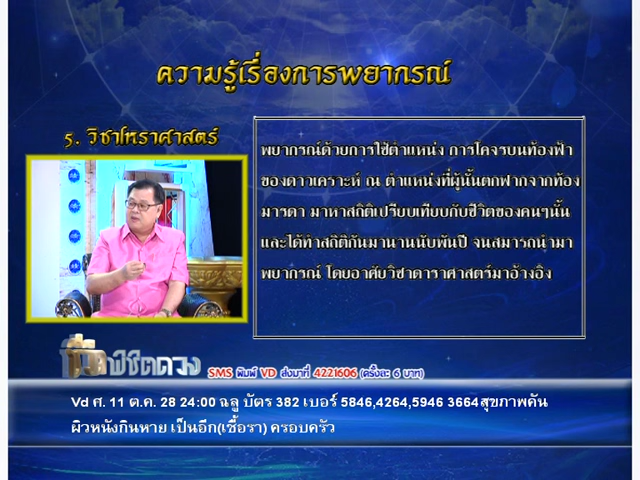 ความรู้เรื่องการพยากรณ์
5. วิชาโหราศาสตร์
พยากรณ์ด้วยการใช้ตำแหน่ง การโคจรบนท้องฟ้า
ของดาวเคราะห์ ณ ตำแหน่งที่ผู้นั้นตกฟากจากท้อง
มารดา มาหาสถิติเปรียบเทียบกับชีวิตของคนๆนั้น
และได้ทำสถิติกันมานานนับพันปี จนสมารถนำมา
พยากรณ์ โดยอาศัยวิชาดาราศาสตร์มาอ้างอิง
พิชิตดวง
SMS พิมพ์ VD ส่งมาที่ 4221606 (ครั้งละ 6 บาท)
Vd ศ. 11 ต.ค. 28 24:00 ฉลู บัตร 382 เบอร์ 5846,4264,5946 3664สุขภาพคัน
ผิวหนังกินหาย เป็นอีก(เชื้อรา) ครอบครัว